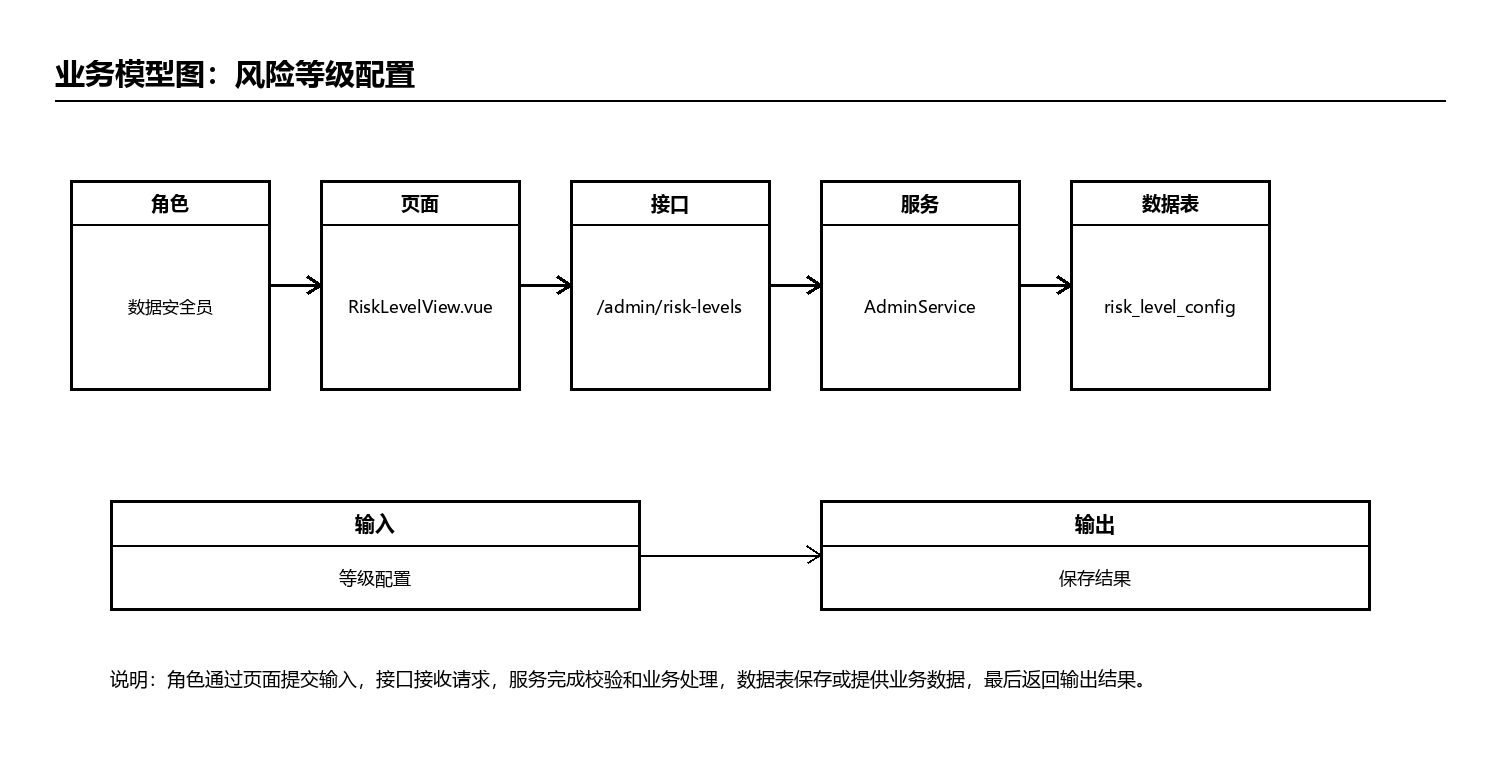 业务模型图：风险等级配置
角色
页面
接口
服务
数据表
数据安全员
RiskLevelView.vue
/admin/risk-levels
AdminService
risk_level_config
输入
输出
等级配置
保存结果
说明：角色通过页面提交输入，接口接收请求，服务完成校验和业务处理，数据表保存或提供业务数据，最后返回输出结果。